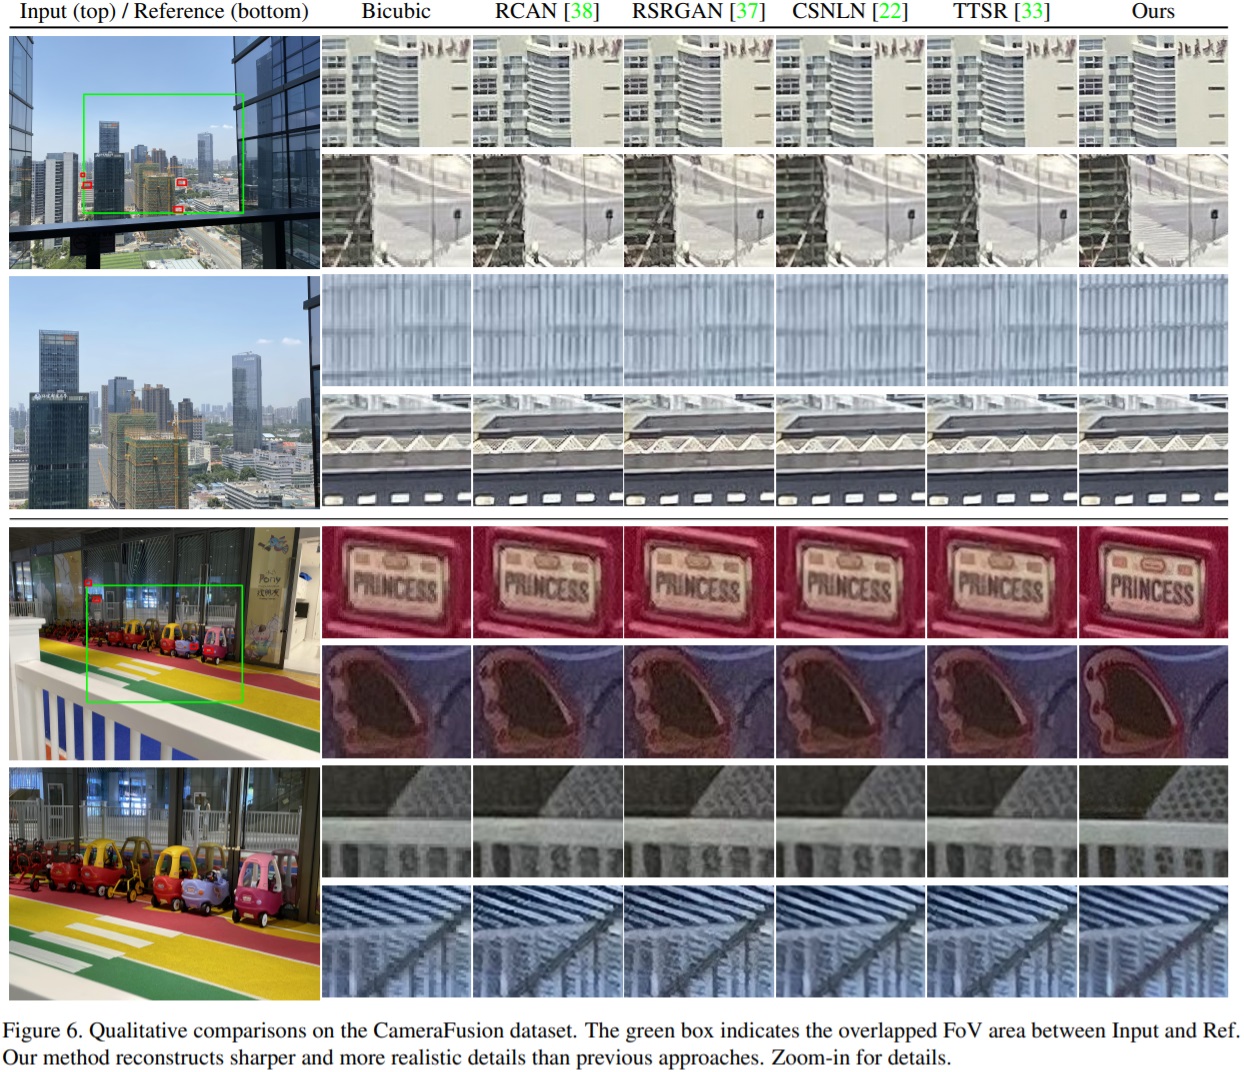 Input (top) / Reference (bottom) Bicubic RCAN [38] RSRGAN [37] CSNLN [22] TTSR [33] Ours
PRINCESS PRINCESS PRINCESS PRINCESS PRINCESS PRINCESS
Pony
Figure 6. Qualitative comparisons on the CameraFusion dataset. The green box indicates the overlapped FoV area between Input and Ref.
Our method reconstructs sharper and more realistic details than previous approaches. Zoom-in for details.